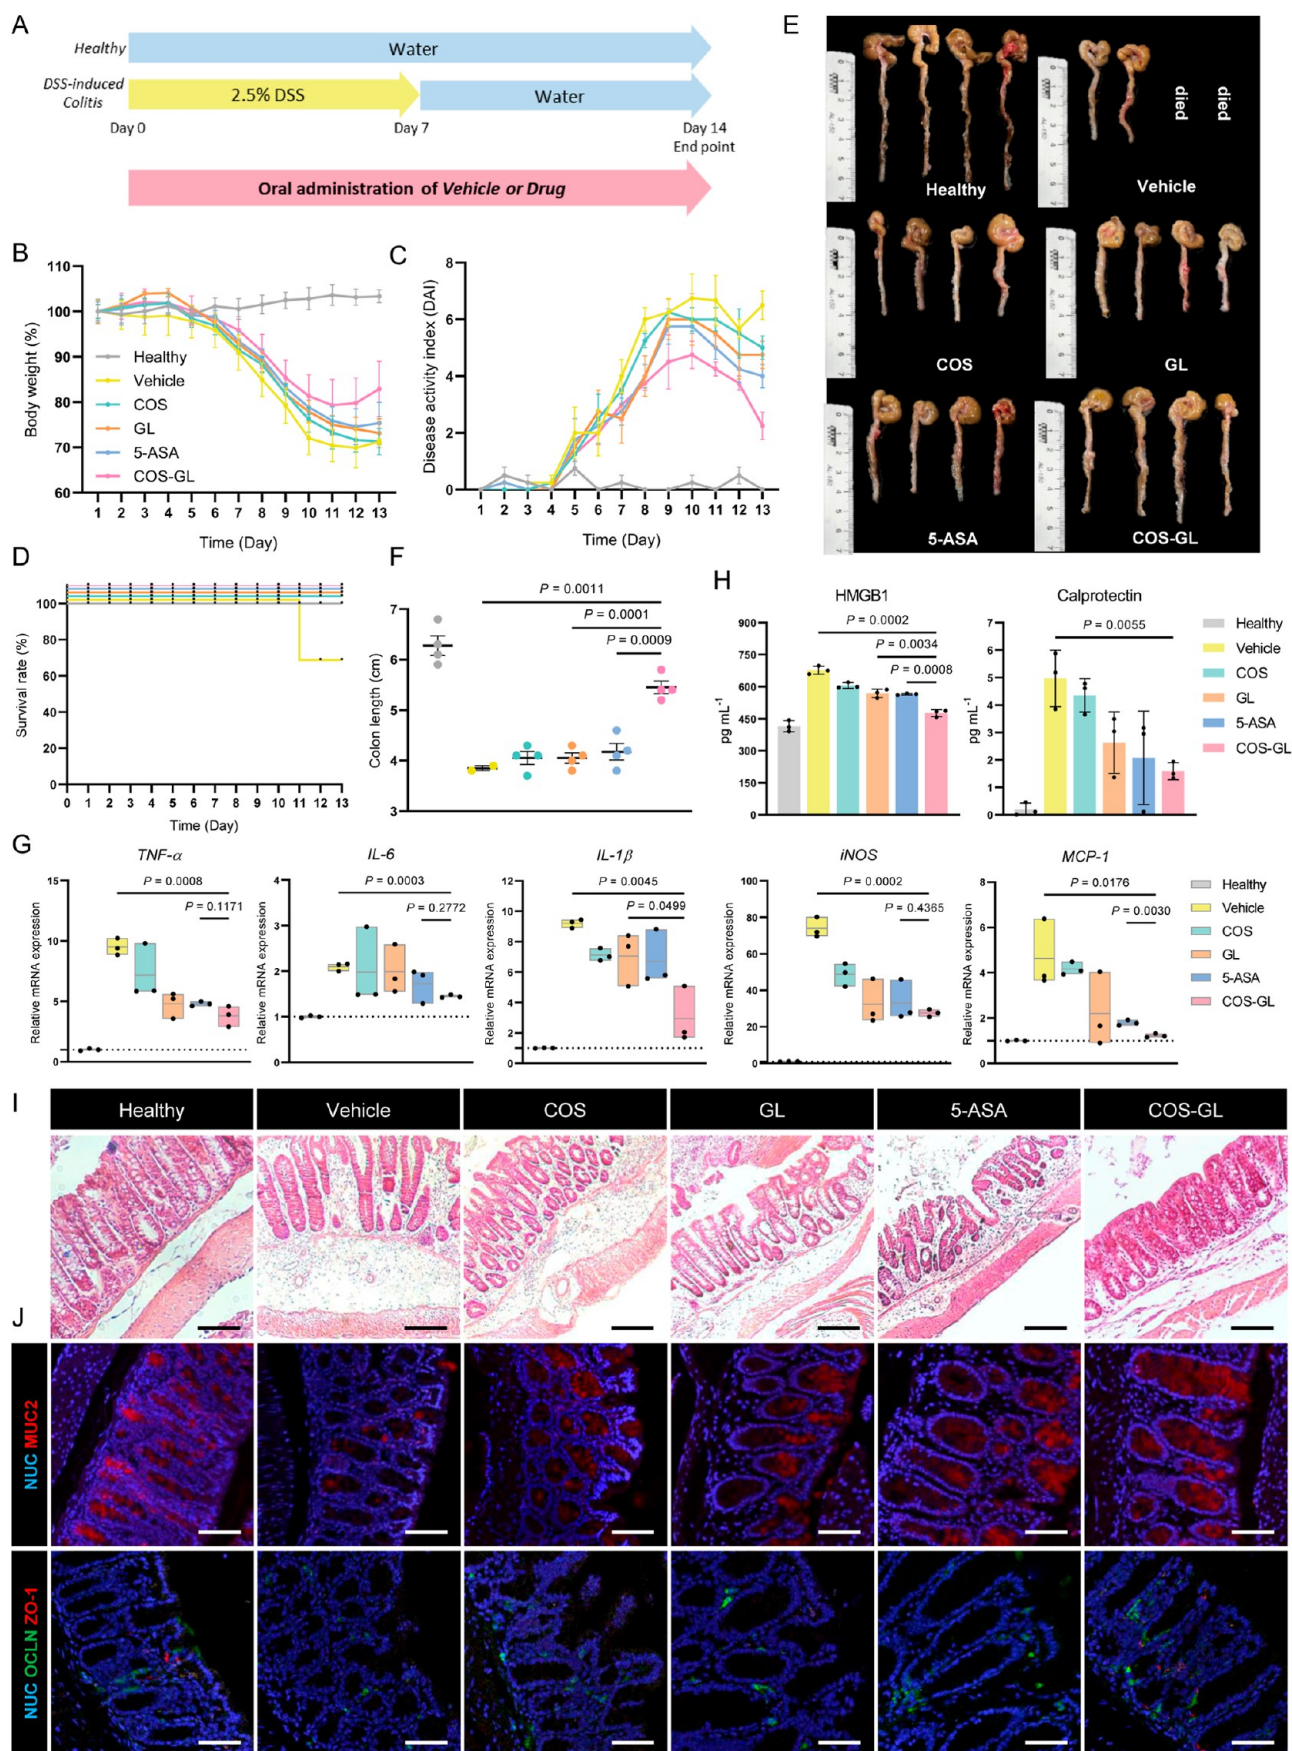 A
Healthy
Water
DSS-induced
Colitis
2.5% DSS
Water
Day 0
Day 7
Day 14
End point
Oral administration of Vehicle or Drug
B
110
100
90
80
70
60
Body weight (%)
Healthy
Vehicle
COS
GL
5-ASA
COS-GL
1 2 3 4 5 6 7 8 9 10 11 12 13
Time (Day)
C
8
6
4
2
0
Disease activity index (DAI)
1 2 3 4 5 6 7 8 9 10 11 12 13
Time (Day)
D
100
80
60
40
20
0
Survival rate (%)
0 1 2 3 4 5 6 7 8 9 10 11 12 13
Time (Day)
E
Healthy
died
died
Vehicle
COS
GL
5-ASA
COS-GL
F
7
6
5
4
3
Colon length (cm)
P = 0.0011
P = 0.0001
P = 0.0009
H
HMGB1
900
750
600
450
300
150
0
pg mL-1
P = 0.0002
P = 0.0034
P = 0.0008
Calprotectin
7
6
5
4
3
2
1
0
pg mL-1
P = 0.0055
Healthy
Vehicle
COS
GL
5-ASA
COS-GL
G
TNF-α
15
10
5
0
Relative mRNA expression
P = 0.0008
P = 0.1171
IL-6
4
3
2
1
0
Relative mRNA expression
P = 0.0003
P = 0.2772
IL-1β
12
10
8
6
4
2
0
Relative mRNA expression
P = 0.0045
P = 0.0499
iNOS
100
80
60
40
20
0
Relative mRNA expression
P = 0.0002
P = 0.4365
MCP-1
8
6
4
2
0
Relative mRNA expression
P = 0.0176
P = 0.0030
Healthy
Vehicle
COS
GL
5-ASA
COS-GL
I
Healthy
Vehicle
COS
GL
5-ASA
COS-GL
J
NUC MUC2
NUC OCLN ZO-1